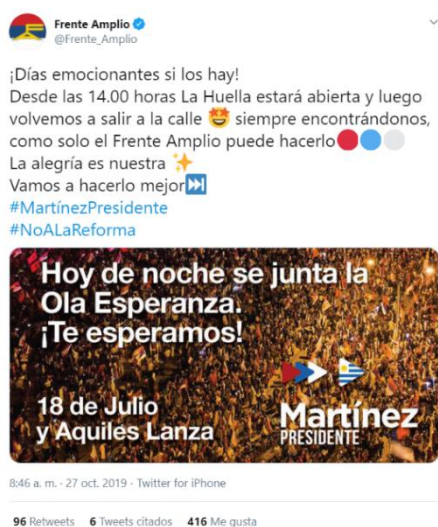 Frente Amplio
@Frente_Amplio
¡Días emocionantes si los hay!
Desde las 14.00 horas La Huella estará abierta y luego
volvemos a salir a la calle 🤩 siempre encontrándonos,
como solo el Frente Amplio puede hacerlo🔴🔵⚪
La alegría es nuestra ✨
Vamos a hacerlo mejor⏭
#MartínezPresidente
#NoALaReforma
Hoy de noche se junta la
Ola Esperanza.
¡Te esperamos!
18 de Julio
y Aquiles Lanza
Martínez
PRESIDENTE
8:46 a. m. · 27 oct. 2019 · Twitter for iPhone
96 Retweets 6 Tweets citados 416 Me gusta